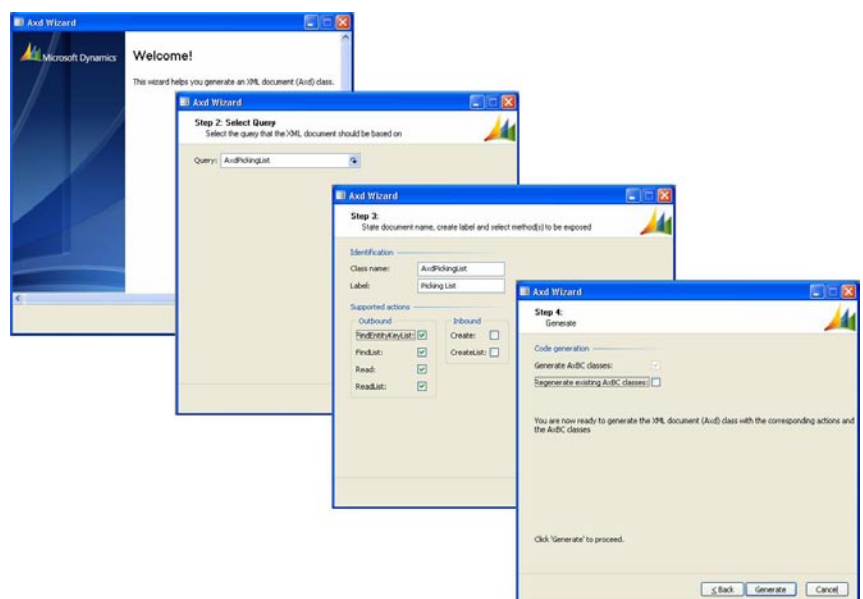 Axd Wizard
Microsoft Dynamics
Welcome!
This wizard helps you generate an XML document (Axd) class.
Axd Wizard
Step 2: Select Query
Select the query that the XML document should be based on
Query: AxdPickingList
Axd Wizard
Step 3:
State document name, create label and select method(s) to be exposed
Identification
Class name: AxdPickingList
Label: Picking List
Supported actions
Outbound Inbound
FindEntityKeyList: Create:
FindList: CreateList:
Read:
ReadList:
Axd Wizard
Step 4:
Generate
Code generation
Generate AxBC classes:
Regenerate existing AxBC classes:
You are now ready to generate the XML document (Axd) class with the corresponding actions and
the AxBC classes
Click 'Generate' to proceed.
< Back Generate Cancel